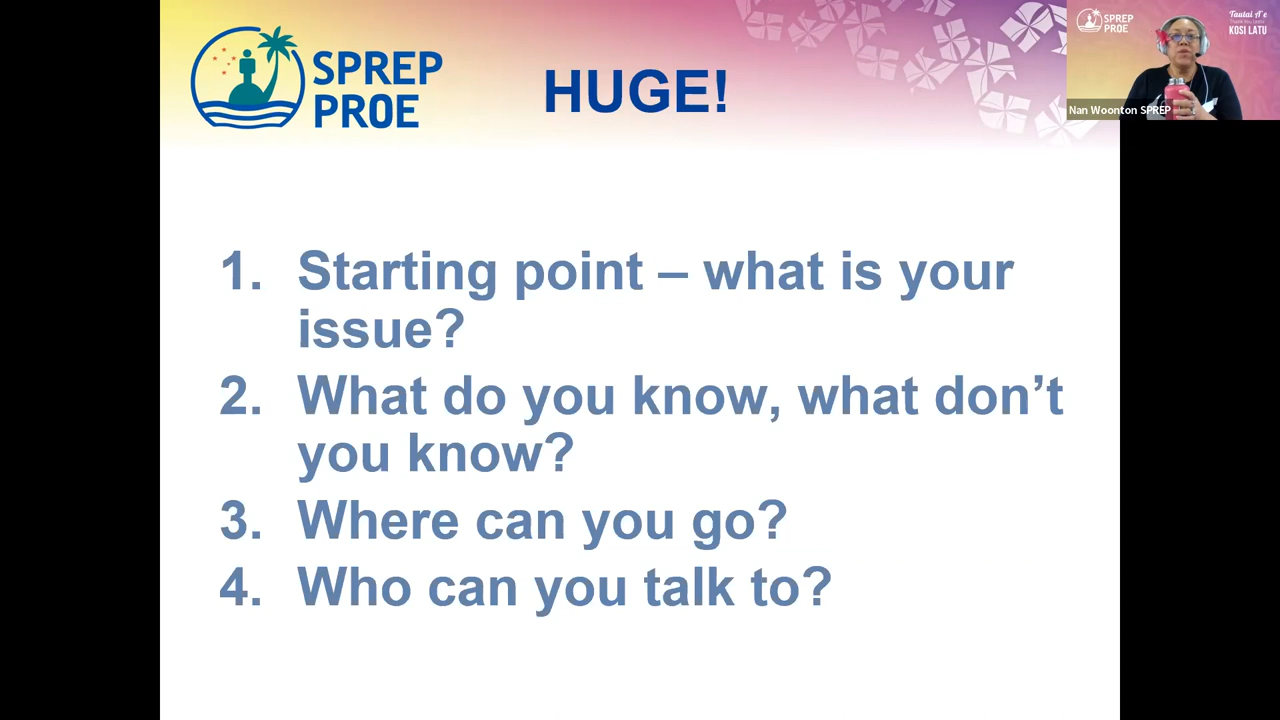 SPREP
PROE
HUGE!
1. Starting point – what is your
issue?
2. What do you know, what don’t
you know?
3. Where can you go?
4. Who can you talk to?
SPREP
PROE
Tautai A'e
KOSI LATU
Nan Woonton SPREP